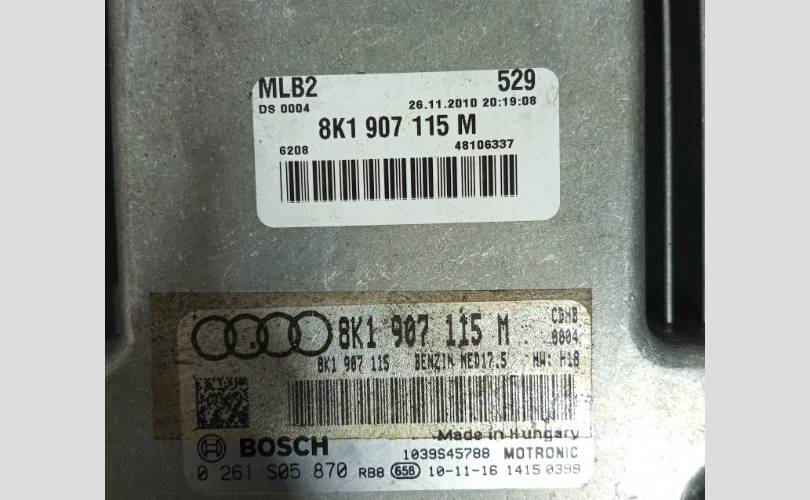 MLB2 529
DS 0004 26.11.2010 20:19:08
8K1 907 115 M
6208 48106337
8K1 907 115 M CDHB
0004
8K1 907 115 BENZIN MED17.5 HW: H18
Made in Hungary
BOSCH 1039S45788 MOTRONIC
0 261 S05 870 RB8 658 10-11-16 1415 0399